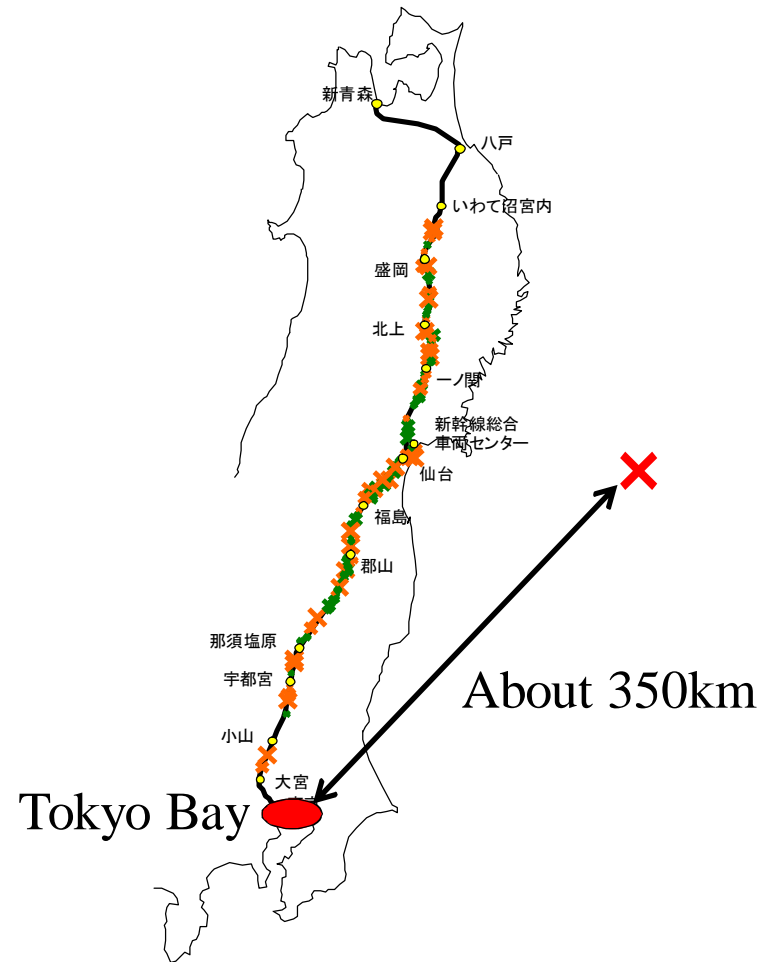 新青森
八戸
いわて沼宮内
盛岡
北上
一ノ関
新幹線総合
車両センター
仙台
福島
郡山
那須塩原
About 350km
宇都宮
小山
大宮
Tokyo Bay